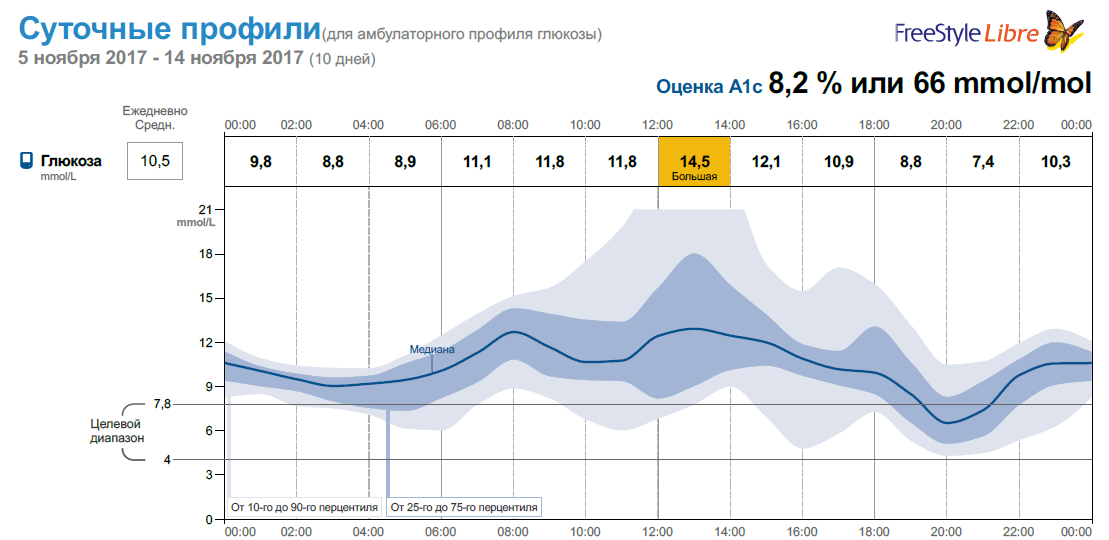 Суточные профили(для амбулаторного профиля глюкозы)
5 ноября 2017 - 14 ноября 2017 (10 дней)
FreeStyle Libre
Оценка A1c 8,2 % или 66 mmol/mol
Ежедневно
Средн.
00:00 02:00 04:00 06:00 08:00 10:00 12:00 14:00 16:00 18:00 20:00 22:00 00:00
Глюкоза
mmol/L
10,5
9,8 8,8 8,9 11,1 11,8 11,8 14,5 12,1 10,9 8,8 7,4 10,3
Большая
21
mmol/L
18
15
12
Медиана
9
7,8
Целевой
диапазон
6
4
3
От 10-го до 90-го перцентиля
От 25-го до 75-го перцентиля
0
00:00 02:00 04:00 06:00 08:00 10:00 12:00 14:00 16:00 18:00 20:00 22:00 00:00